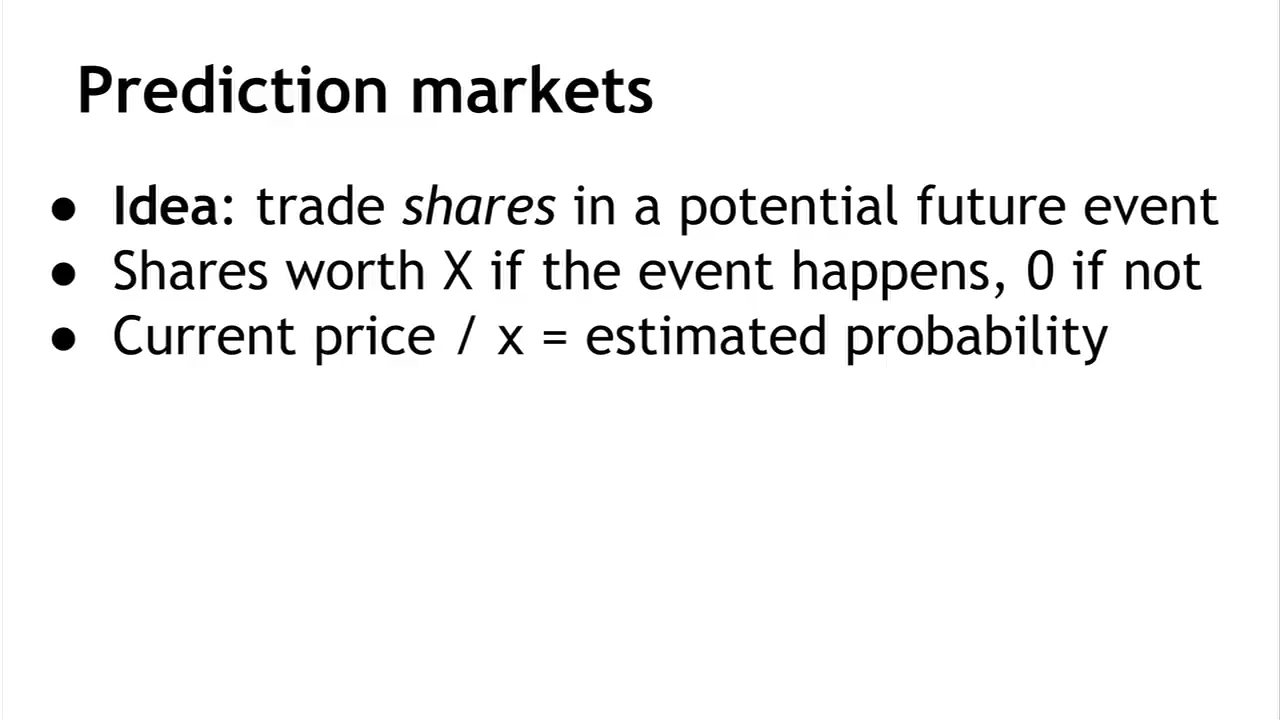 Prediction markets
● Idea: trade shares in a potential future event
● Shares worth X if the event happens, 0 if not
● Current price / x = estimated probability